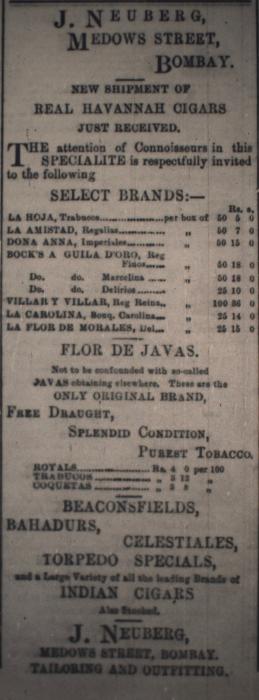 J. NEUBERG,
MEDOWS STREET,
BOMBAY.
NEW SHIPMENT OF
REAL HAVANNAH CIGARS
JUST RECEIVED.
THE attention of Connoisseurs in this
SPECIALITE is respectfully invited
to the following
SELECT BRANDS:—
Rs. a.
LA HOJA, Trabucos..................per box of 50 5 0
LA AMISTAD, Regalias............... „ 50 7 0
DONA ANNA, Imperiales............ „ 50 15 0
BOCK'S A GUILA D'ORO, Reg
Finos...... „ 50 18 0
Do. do. Marcelina ...... „ 50 18 0
Do. do. Delirios......... „ 25 10 0
VILLAR Y VILLAR, Reg Reina... „ 100 36 0
LA CAROLINA, Bouq. Carolina... „ 25 14 0
LA FLOR DE MORALES, Del... „ 25 15 0
FLOR DE JAVAS.
Not to be confounded with so-called
JAVAS obtaining elsewhere. These are the
ONLY ORIGINAL BRAND,
FREE DRAUGHT,
SPLENDID CONDITION,
PUREST TOBACCO.
ROYALS........................Rs. 4 0 per 100
TRABUCOS..................... „ 3 12 „
COQUETAS..................... „ „
BEACONSFIELDS,
BAHADURS,
CELESTIALES,
TORPEDO SPECIALS,
and a Large Variety of all the leading Brands of
INDIAN CIGARS
Also Stocked.
J. NEUBERG,
MEDOWS STREET, BOMBAY.
TAILORING AND OUTFITTING.